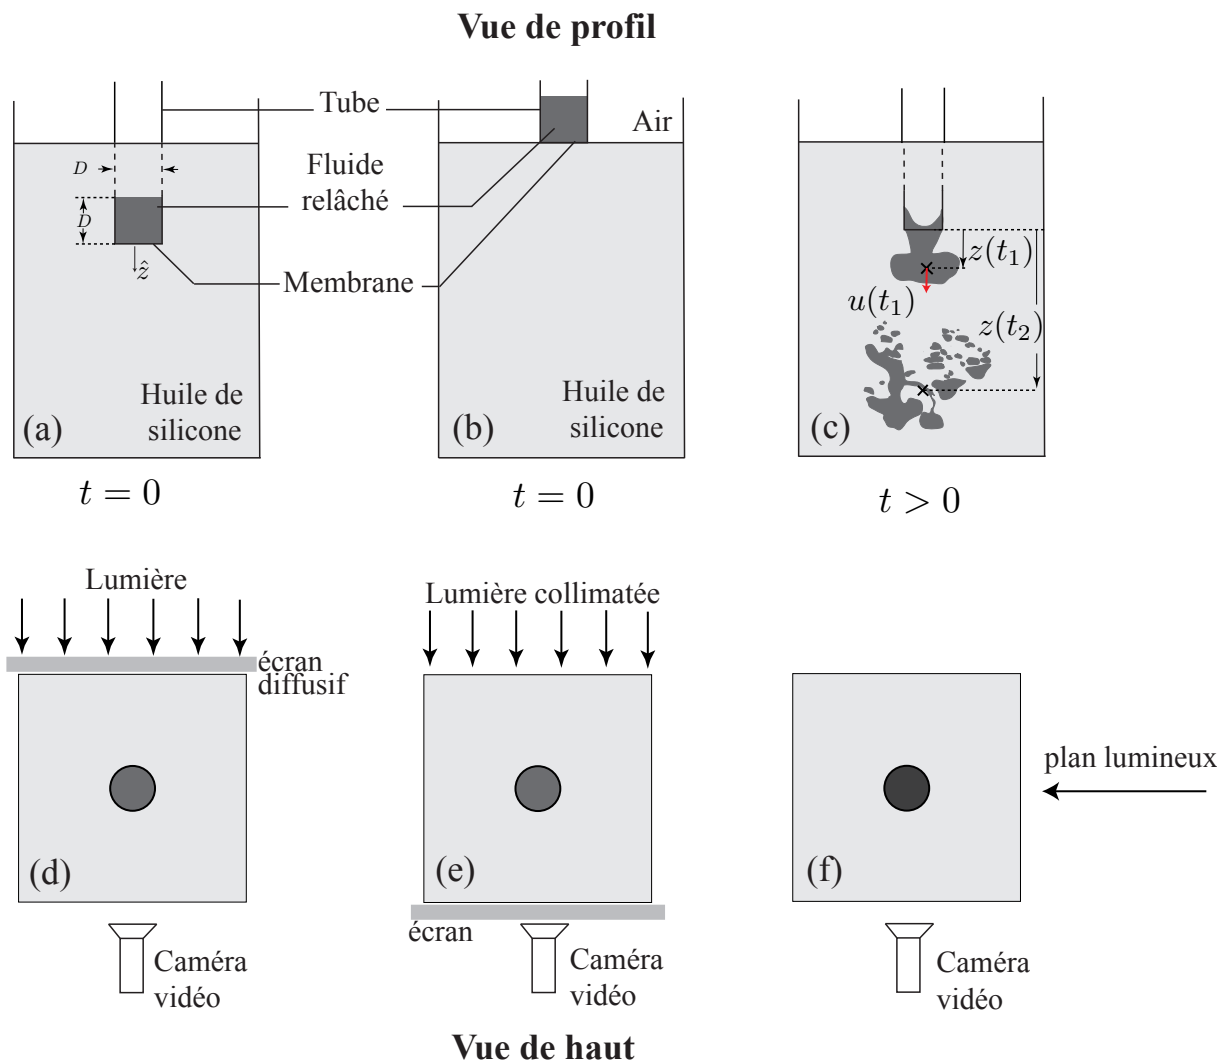 Vue de profil
Tube
Air
D
Fluide
relâché
D
ẑ
Membrane
z(t₁)
u(t₁)
z(t₂)
Huile de
silicone
(a)
Huile de
silicone
(b)
(c)
t = 0
t = 0
t > 0
Lumière
écran
diffusif
(d)
Caméra
vidéo
Lumière collimatée
(e)
écran
Caméra
vidéo
plan lumineux
(f)
Caméra
vidéo
Vue de haut